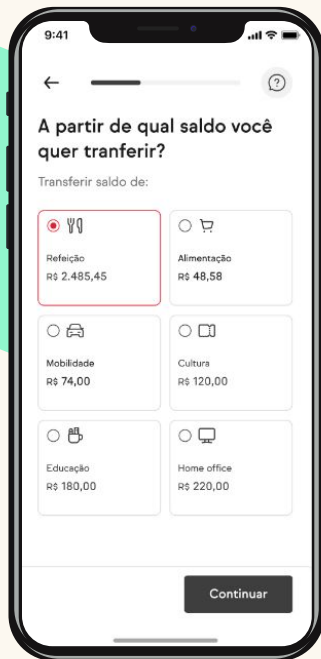 9:41
A partir de qual saldo você
quer tranferir?
Transferir saldo de:
Refeição
R$ 2.485,45
Alimentação
R$ 48,58
Mobilidade
R$ 74,00
Cultura
R$ 120,00
Educação
R$ 180,00
Home office
R$ 220,00
Continuar